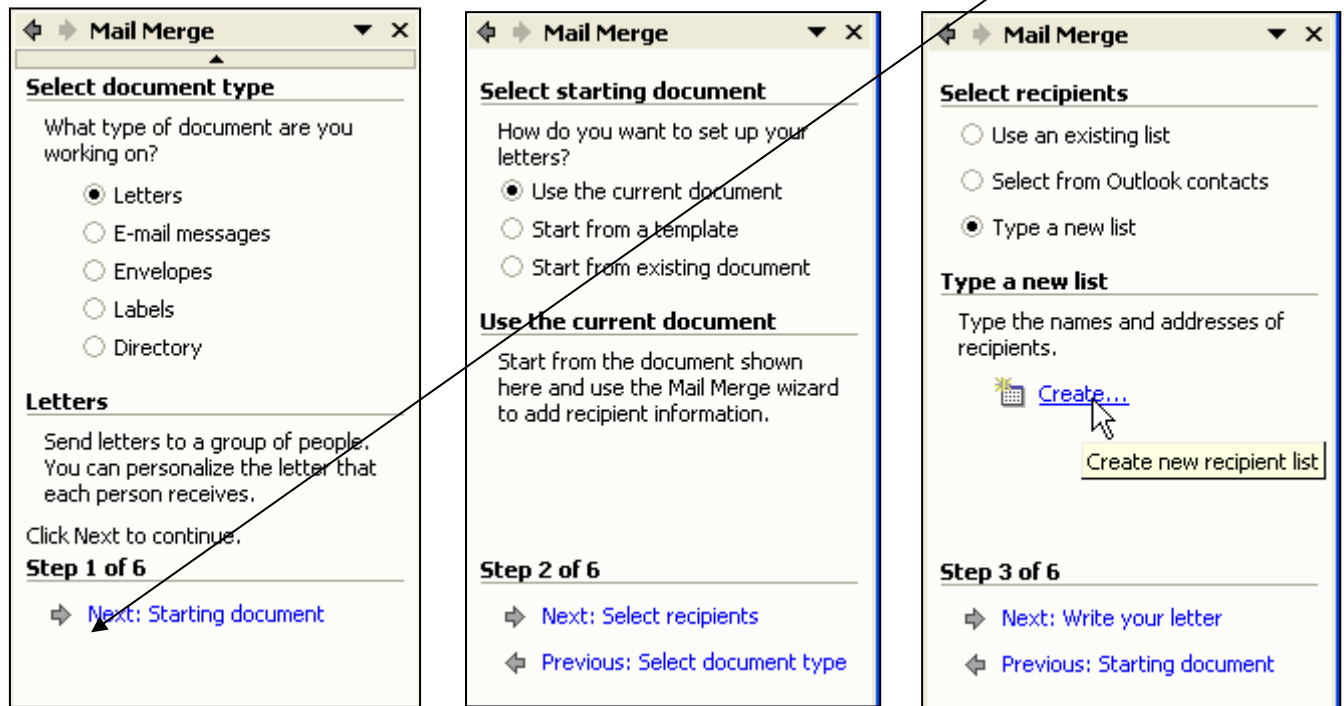 Mail Merge
Select document type
What type of document are you
working on?
Letters
E-mail messages
Envelopes
Labels
Directory
Letters
Send letters to a group of people.
You can personalize the letter that
each person receives.
Click Next to continue.
Step 1 of 6
Next: Starting document
Mail Merge
Select starting document
How do you want to set up your
letters?
Use the current document
Start from a template
Start from existing document
Use the current document
Start from the document shown
here and use the Mail Merge wizard
to add recipient information.
Step 2 of 6
Next: Select recipients
Previous: Select document type
Mail Merge
Select recipients
Use an existing list
Select from Outlook contacts
Type a new list
Type a new list
Type the names and addresses of
recipients.
Create...
Create new recipient list
Step 3 of 6
Next: Write your letter
Previous: Starting document